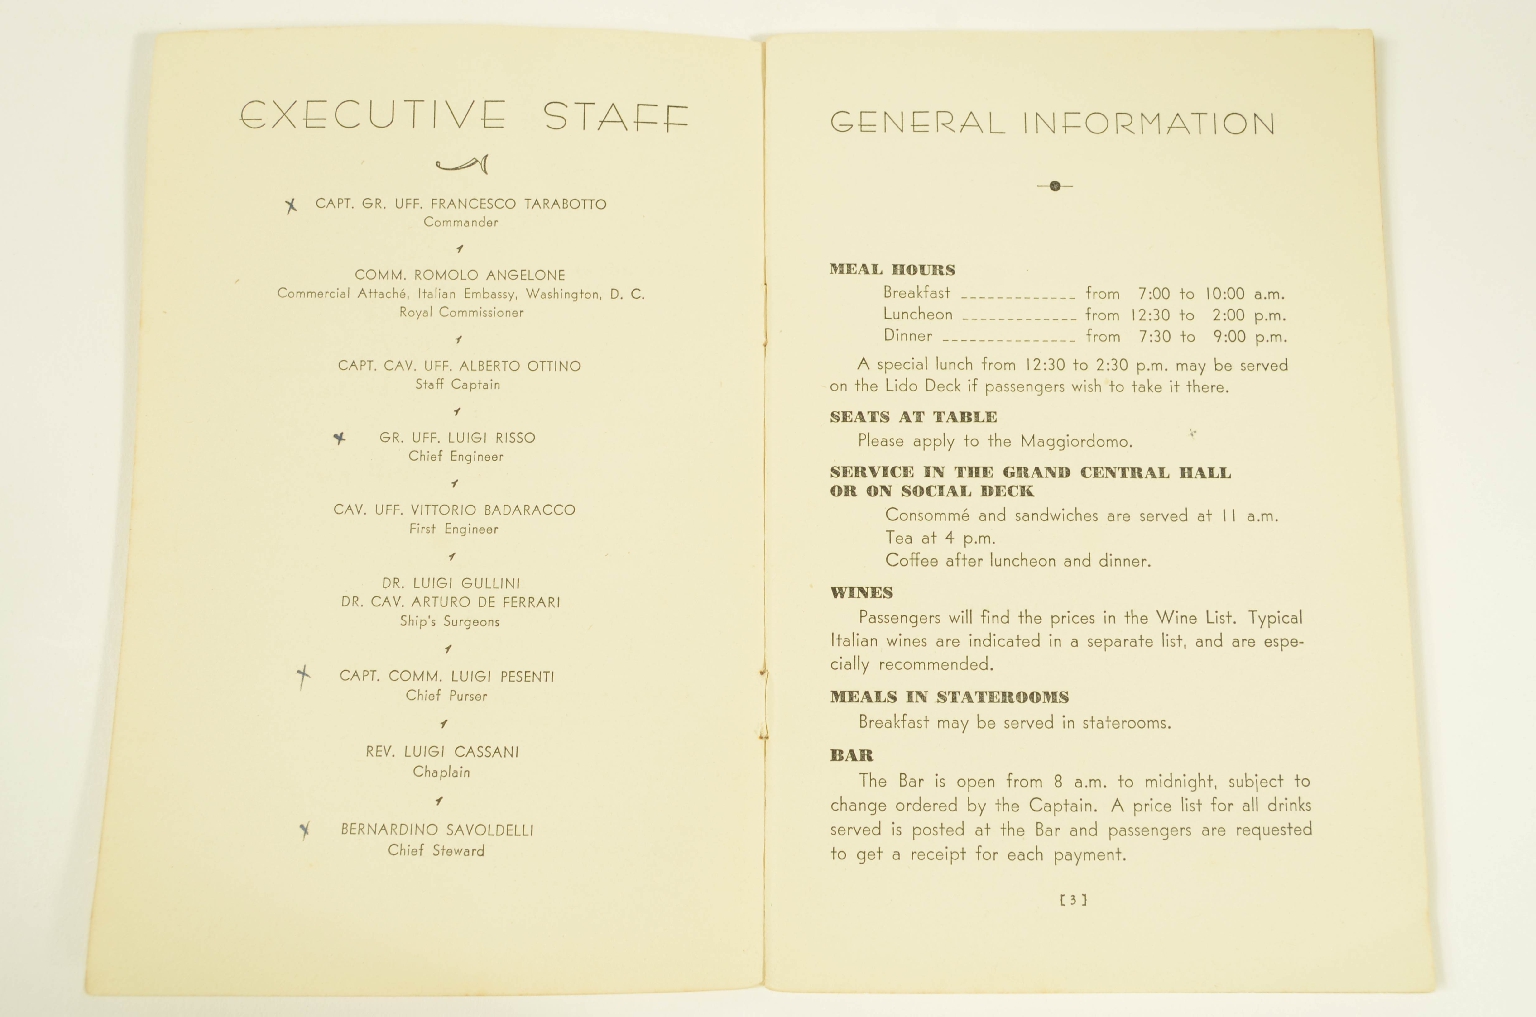 EXECUTIVE STAFF
x CAPT. GR. UFF. FRANCESCO TARABOTTO
Commander
COMM. ROMOLO ANGELONE
Commercial Attaché, Italian Embassy, Washington, D. C.
Royal Commissioner
CAPT. CAV. UFF. ALBERTO OTTINO
Staff Captain
x GR. UFF. LUIGI RISSO
Chief Engineer
CAV. UFF. VITTORIO BADARACCO
First Engineer
DR. LUIGI GULLINI
DR. CAV. ARTURO DE FERRARI
Ship's Surgeons
x CAPT. COMM. LUIGI PESENTI
Chief Purser
REV. LUIGI CASSANI
Chaplain
x BERNARDINO SAVOLDELLI
Chief Steward
GENERAL INFORMATION
MEAL HOURS
Breakfast _____________ from 7:00 to 10:00 a.m.
Luncheon _____________ from 12:30 to 2:00 p.m.
Dinner _______________ from 7:30 to 9:00 p.m.
A special lunch from 12:30 to 2:30 p.m. may be served
on the Lido Deck if passengers wish to take it there.
SEATS AT TABLE
Please apply to the Maggiordomo.
SERVICE IN THE GRAND CENTRAL HALL
OR ON SOCIAL DECK
Consommé and sandwiches are served at 11 a.m.
Tea at 4 p.m.
Coffee after luncheon and dinner.
WINES
Passengers will find the prices in the Wine List. Typical
Italian wines are indicated in a separate list, and are espe-
cially recommended.
MEALS IN STATEROOMS
Breakfast may be served in staterooms.
BAR
The Bar is open from 8 a.m. to midnight, subject to
change ordered by the Captain. A price list for all drinks
served is posted at the Bar and passengers are requested
to get a receipt for each payment.
[3]